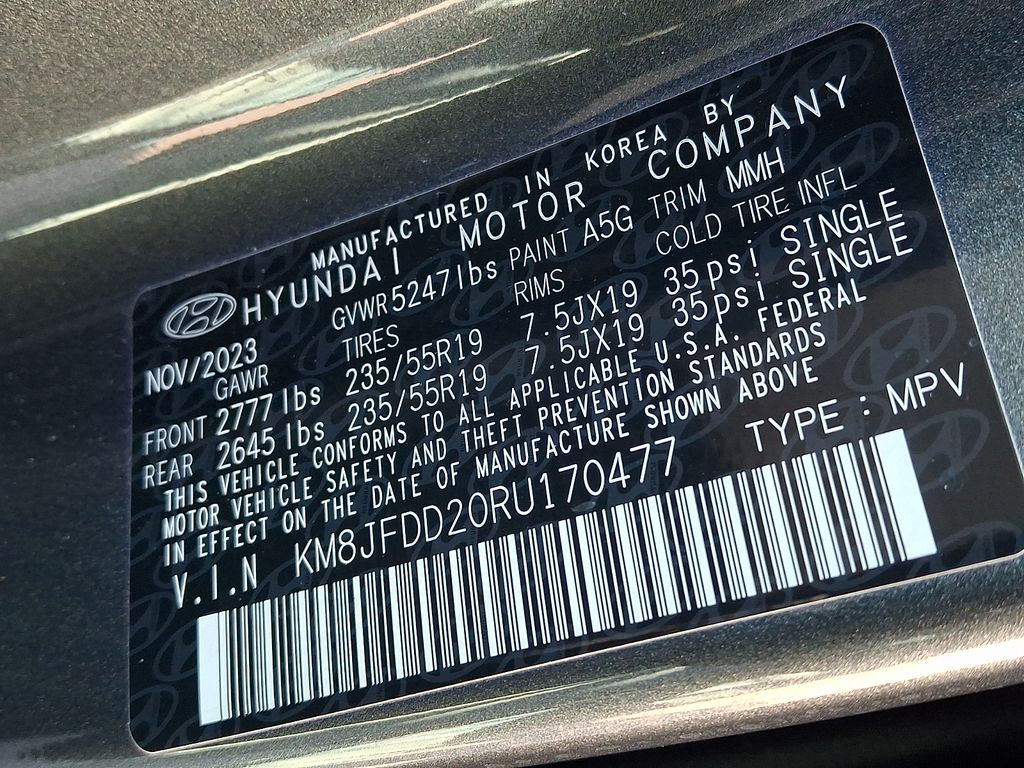 MANUFACTURED IN KOREA BY
HYUNDAI MOTOR COMPANY
NOV/2023 GVWR 5247lbs PAINT A5G TRIM MMH
GAWR TIRES RIMS COLD TIRE INFL
FRONT 2777lbs 235/55R19 7.5JX19 35psi SINGLE
REAR 2645lbs 235/55R19 7.5JX19 35psi SINGLE
THIS VEHICLE CONFORMS TO ALL APPLICABLE U.S.A. FEDERAL
MOTOR VEHICLE SAFETY AND THEFT PREVENTION STANDARDS
IN EFFECT ON THE DATE OF MANUFACTURE SHOWN ABOVE
V.I.N KM8JFDD20RU170477 TYPE : MPV